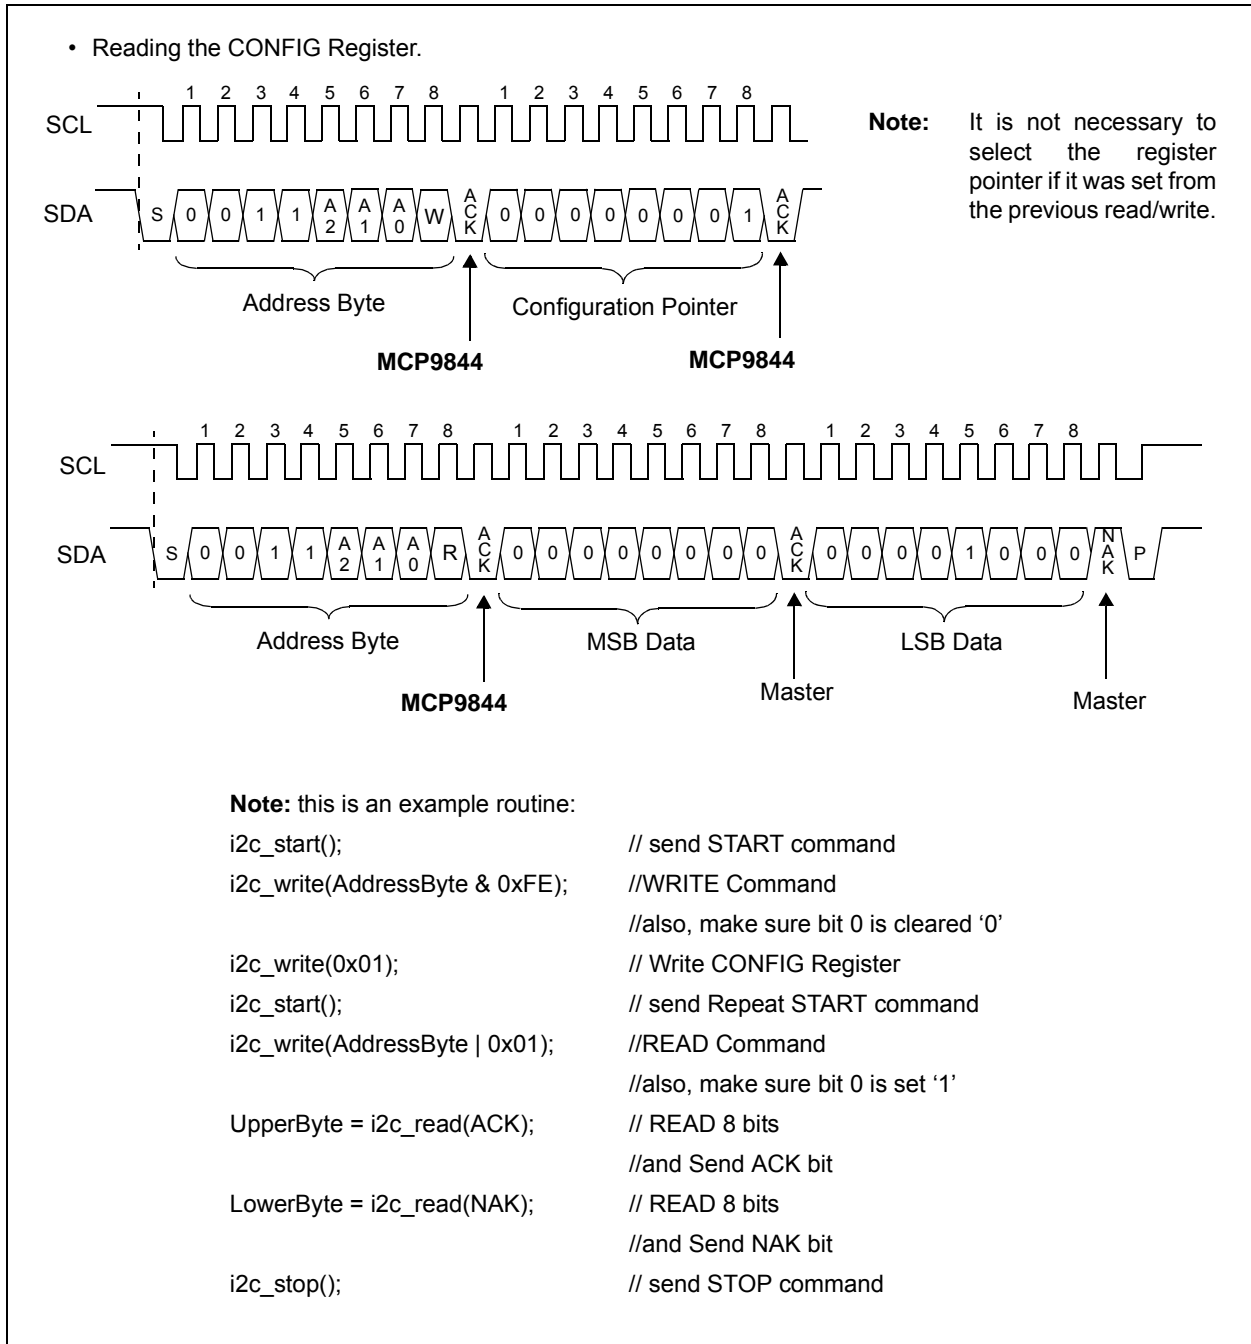 • Reading the CONFIG Register.
1 2 3 4 5 6 7 8 1 2 3 4 5 6 7 8
SCL
Note: It is not necessary to
select the register
pointer if it was set from
the previous read/write.
SDA S 0 0 1 1 A2 A1 A0 W ACK 0 0 0 0 0 0 0 1 ACK
Address Byte Configuration Pointer
MCP9844 MCP9844
1 2 3 4 5 6 7 8 1 2 3 4 5 6 7 8 1 2 3 4 5 6 7 8
SCL
SDA S 0 0 1 1 A2 A1 A0 R ACK 0 0 0 0 0 0 0 0 ACK 0 0 0 0 1 0 0 0 NAK P
Address Byte MSB Data LSB Data
MCP9844 Master Master
Note: this is an example routine:
i2c_start(); // send START command
i2c_write(AddressByte & 0xFE); //WRITE Command
//also, make sure bit 0 is cleared ‘0’
i2c_write(0x01); // Write CONFIG Register
i2c_start(); // send Repeat START command
i2c_write(AddressByte | 0x01); //READ Command
//also, make sure bit 0 is set ‘1’
UpperByte = i2c_read(ACK); // READ 8 bits
//and Send ACK bit
LowerByte = i2c_read(NAK); // READ 8 bits
//and Send NAK bit
i2c_stop(); // send STOP command